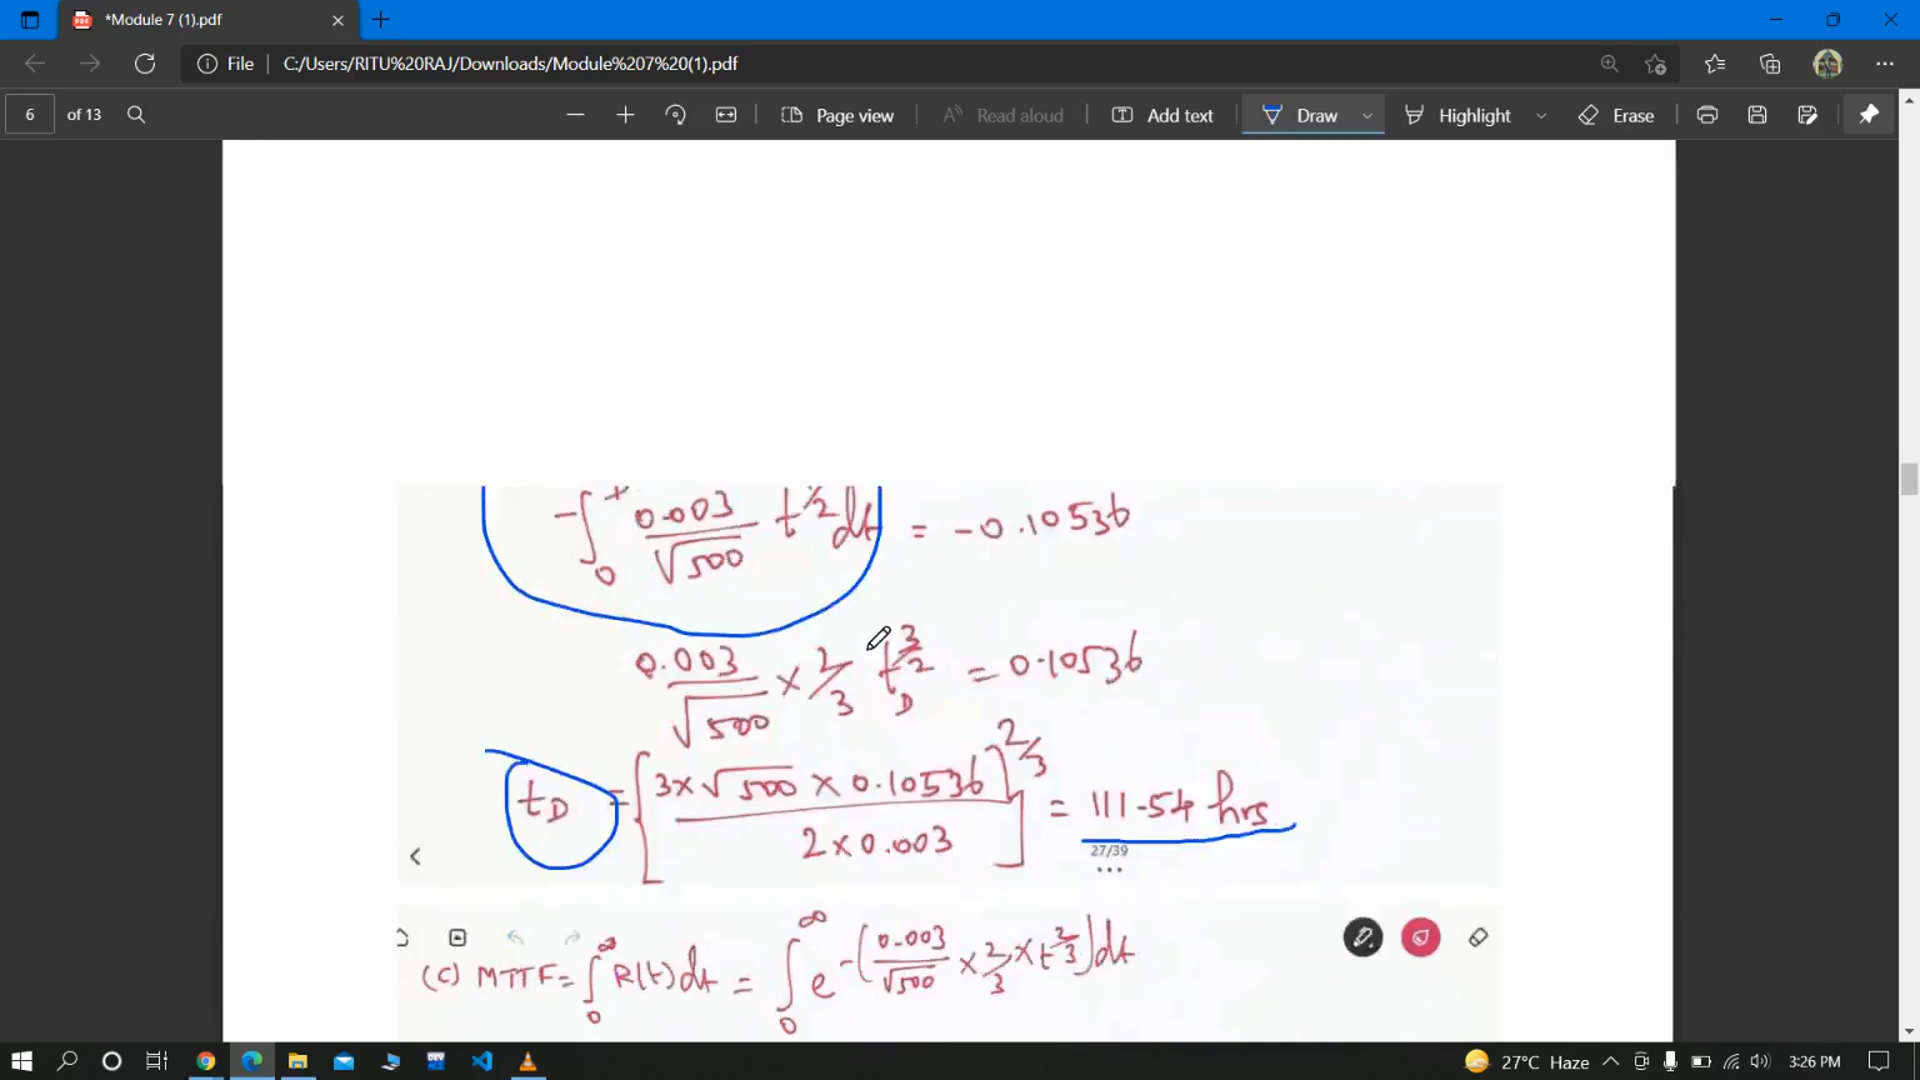 *Module 7 (1).pdf
File | C:/Users/RITU%20RAJ/Downloads/Module%207%20(1).pdf
6 of 13 Page view Read aloud Add text Draw Highlight Erase
-∫₀ᵗ 0.003/√500 t^1/2 dt = -0.10536
0.003/√500 × 2/3 t_D^3/2 = 0.10536
t_D = [3×√500 × 0.10536 / 2×0.003]^2/3 = 111.54 hrs
27/39
(C) MTTF = ∫₀^∞ R(t)dt = ∫₀^∞ e^-(0.003/√500 × 2/3 × t^2/3) dt
27°C Haze 3:26 PM